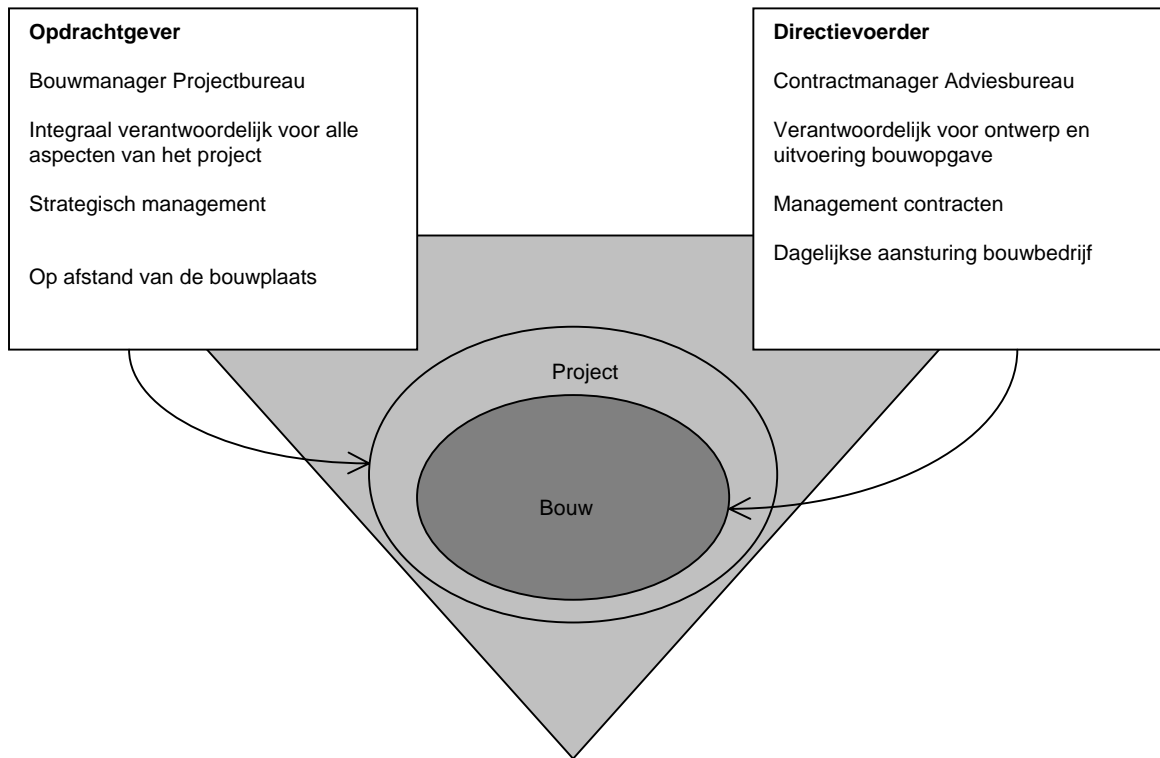 Opdrachtgever
Bouwmanager Projectbureau
Integraal verantwoordelijk voor alle
aspecten van het project
Strategisch management
Op afstand van de bouwplaats
Directievoerder
Contractmanager Adviesbureau
Verantwoordelijk voor ontwerp en
uitvoering bouwopgave
Management contracten
Dagelijkse aansturing bouwbedrijf
Project
Bouw